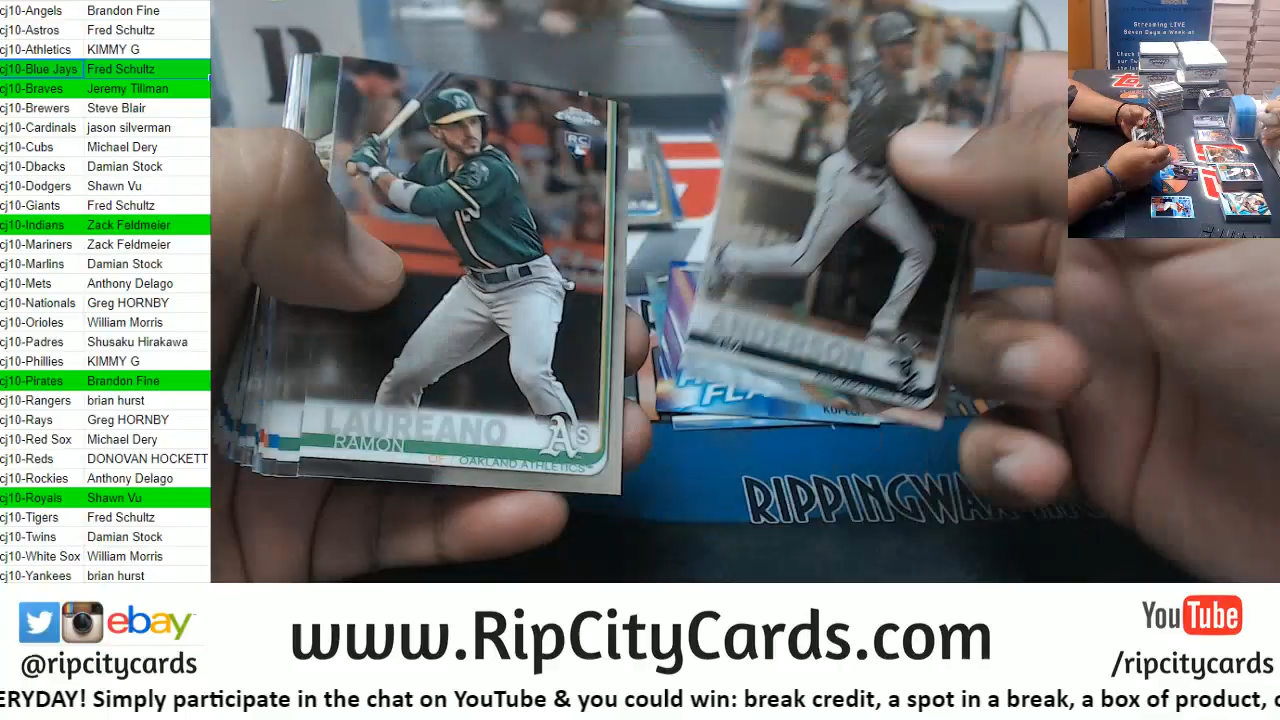 cj10-Angels Brandon Fine
cj10-Astros Fred Schultz
cj10-Athletics KIMMY G
cj10-Blue Jays Fred Schultz
cj10-Braves Jeremy Tillman
cj10-Brewers Steve Blair
cj10-Cardinals jason silverman
cj10-Cubs Michael Dery
cj10-Dbacks Damian Stock
cj10-Dodgers Shawn Vu
cj10-Giants Fred Schultz
cj10-Indians Zack Feldmeier
cj10-Mariners Zack Feldmeier
cj10-Marlins Damian Stock
cj10-Mets Anthony Delago
cj10-Nationals Greg HORNBY
cj10-Orioles William Morris
cj10-Padres Shusaku Hirakawa
cj10-Phillies KIMMY G
cj10-Pirates Brandon Fine
cj10-Rangers brian hurst
cj10-Rays Greg HORNBY
cj10-Red Sox Michael Dery
cj10-Reds DONOVAN HOCKETT
cj10-Rockies Anthony Delago
cj10-Royals Shawn Vu
cj10-Tigers Fred Schultz
cj10-Twins Damian Stock
cj10-White Sox William Morris
cj10-Yankees brian hurst
Chrome
RC
LAUREANO
RAMON
OF / OAKLAND ATHLETICS
A's
ANDERSON
KOPECH
RIPPINGWAX
Streaming LIVE
Seven Days a Week at
ebay
@ripcitycards
www.RipCityCards.com
YouTube
/ripcitycards
ERYDAY! Simply participate in the chat on YouTube & you could win: break credit, a spot in a break, a box of product,